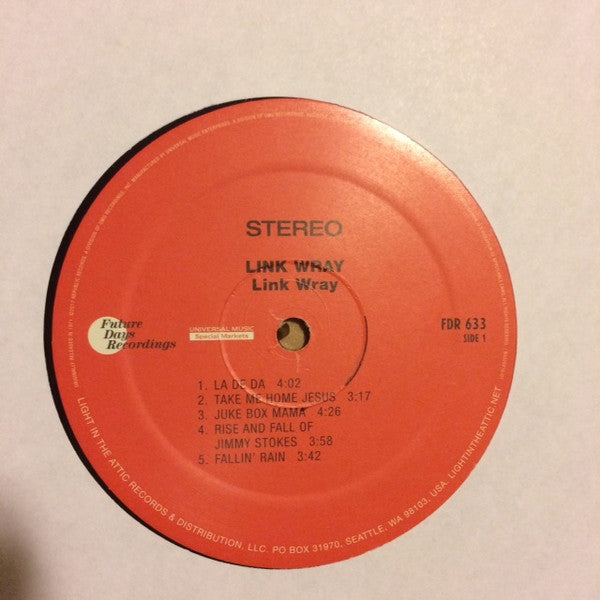 STEREO
LINK WRAY
Link Wray
Future
Days
Recordings
UNIVERSAL MUSIC
Special Markets
FDR 633
SIDE 1
1. LA DE DA 4:02
2. TAKE ME HOME JESUS 3:17
3. JUKE BOX MAMA 4:26
4. RISE AND FALL OF
JIMMY STOKES 3:58
5. FALLIN' RAIN 3:42
LIGHT IN THE ATTIC RECORDS & DISTRIBUTION, LLC. PO BOX 31970, SEATTLE, WA 98103, USA. LIGHTINTHEATTIC.NET